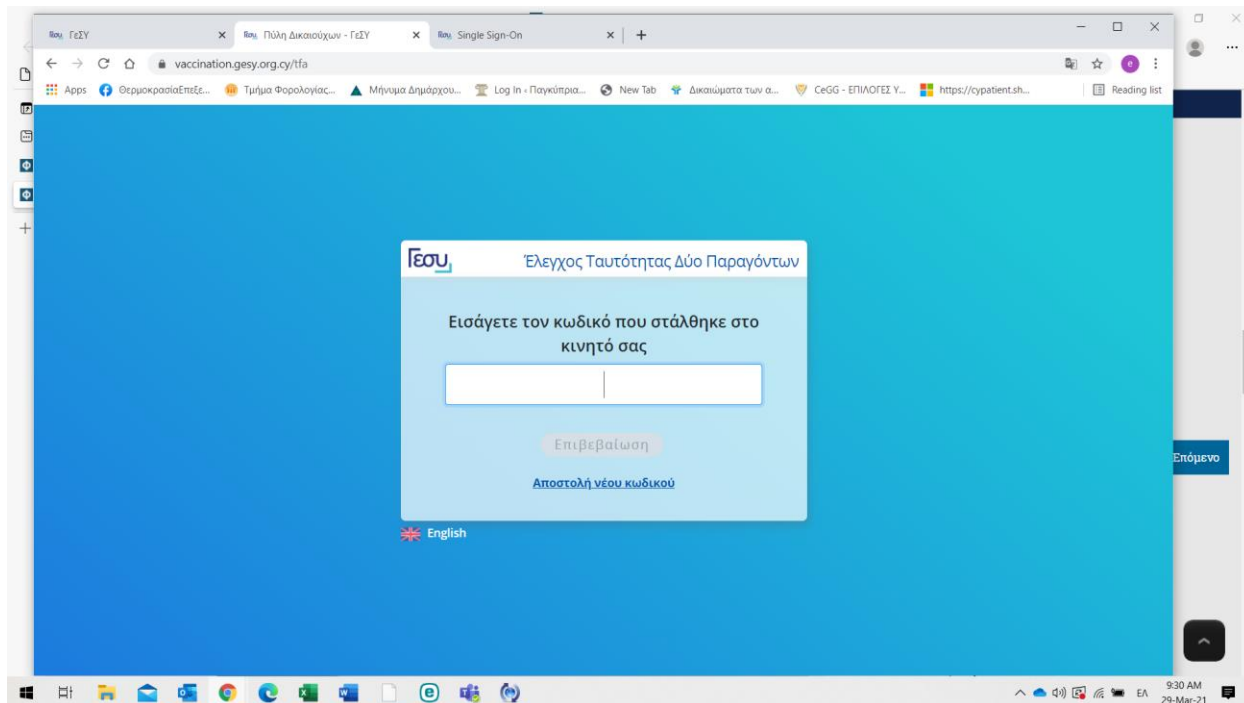 ΓεΣΥ
Πύλη Δικαιούχων - ΓεΣΥ
Single Sign-On
vaccination.gesy.org.cy/tfa
Apps
ΘερμοκρασίαΕπεξε...
Τμήμα Φορολογίας...
Μήνυμα Δημάρχου...
Log In ‹ Παγκύπρια...
New Tab
Δικαιώματα των α...
CeGG - ΕΠΙΛΟΓΕΣ Υ...
https://cypatient.sh...
Reading list
Γεσυ
Έλεγχος Ταυτότητας Δύο Παραγόντων
Εισάγετε τον κωδικό που στάλθηκε στο
κινητό σας
Επιβεβαίωση
Αποστολή νέου κωδικού
English
Επόμενο
ΕΛ
9:30 AM
29-Mar-21